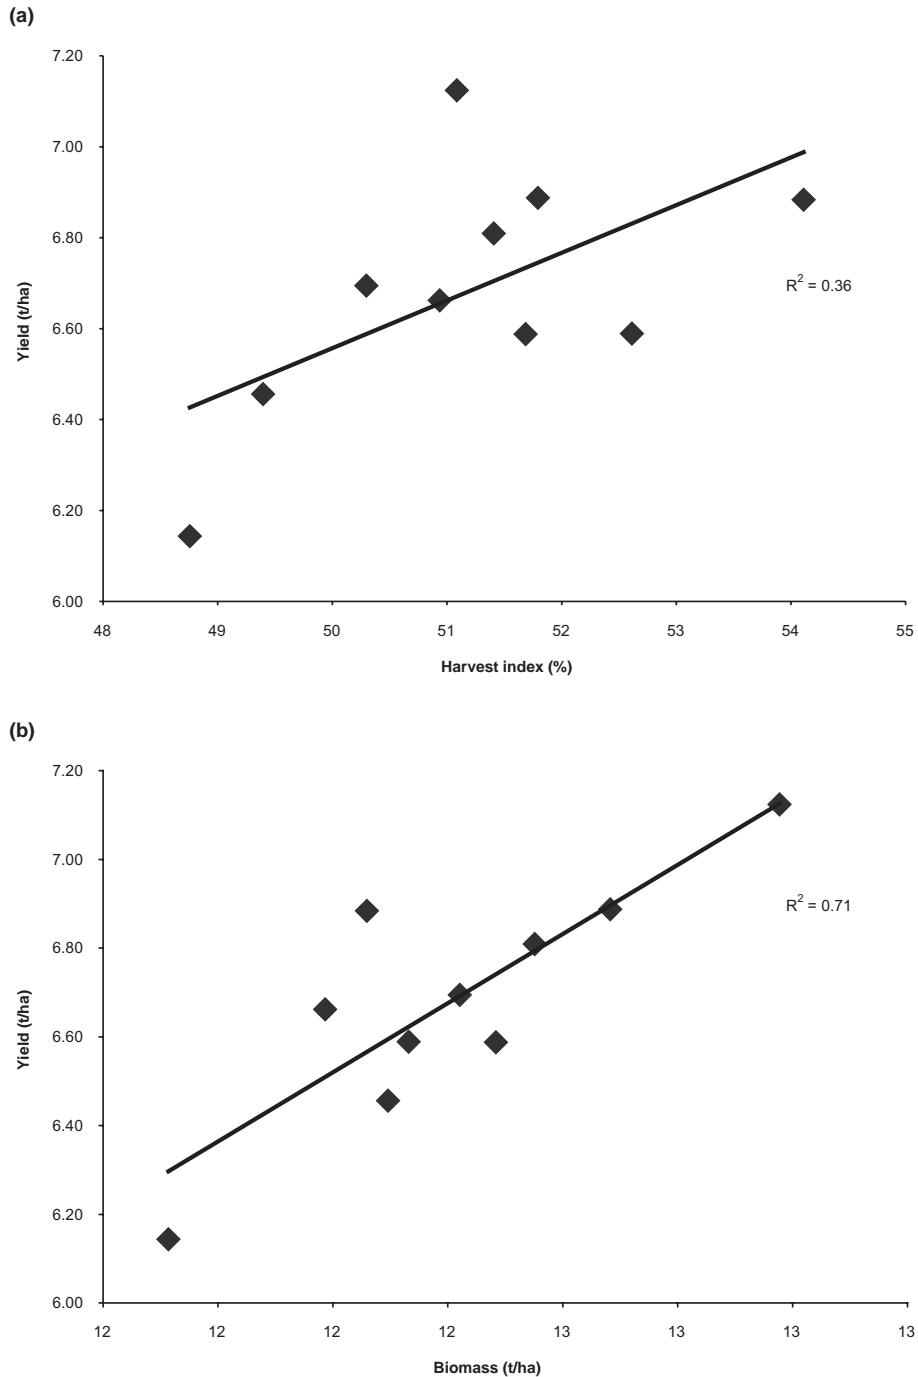 (a)
7.20
7.00
6.80
6.60
6.40
6.20
6.00
Yield (t/ha)
R² = 0.36
48 49 50 51 52 53 54 55
Harvest index (%)
(b)
7.20
7.00
6.80
6.60
6.40
6.20
6.00
Yield (t/ha)
R² = 0.71
12 12 12 12 13 13 13 13
Biomass (t/ha)